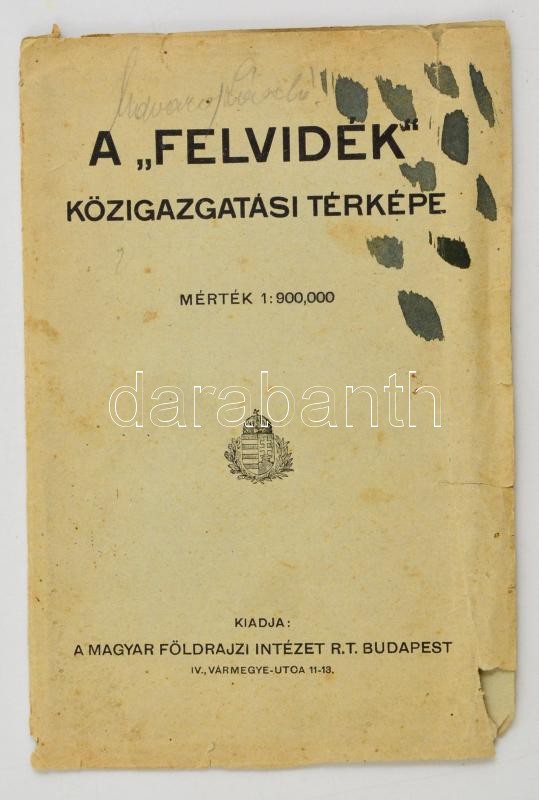 A „FELVIDÉK“
KÖZIGAZGATÁSI TÉRKÉPE.
MÉRTÉK 1:900,000
darabanth
KIADJA:
A MAGYAR FÖLDRAJZI INTÉZET R.T. BUDAPEST
IV., VÁRMEGYE-UTCA 11-13.